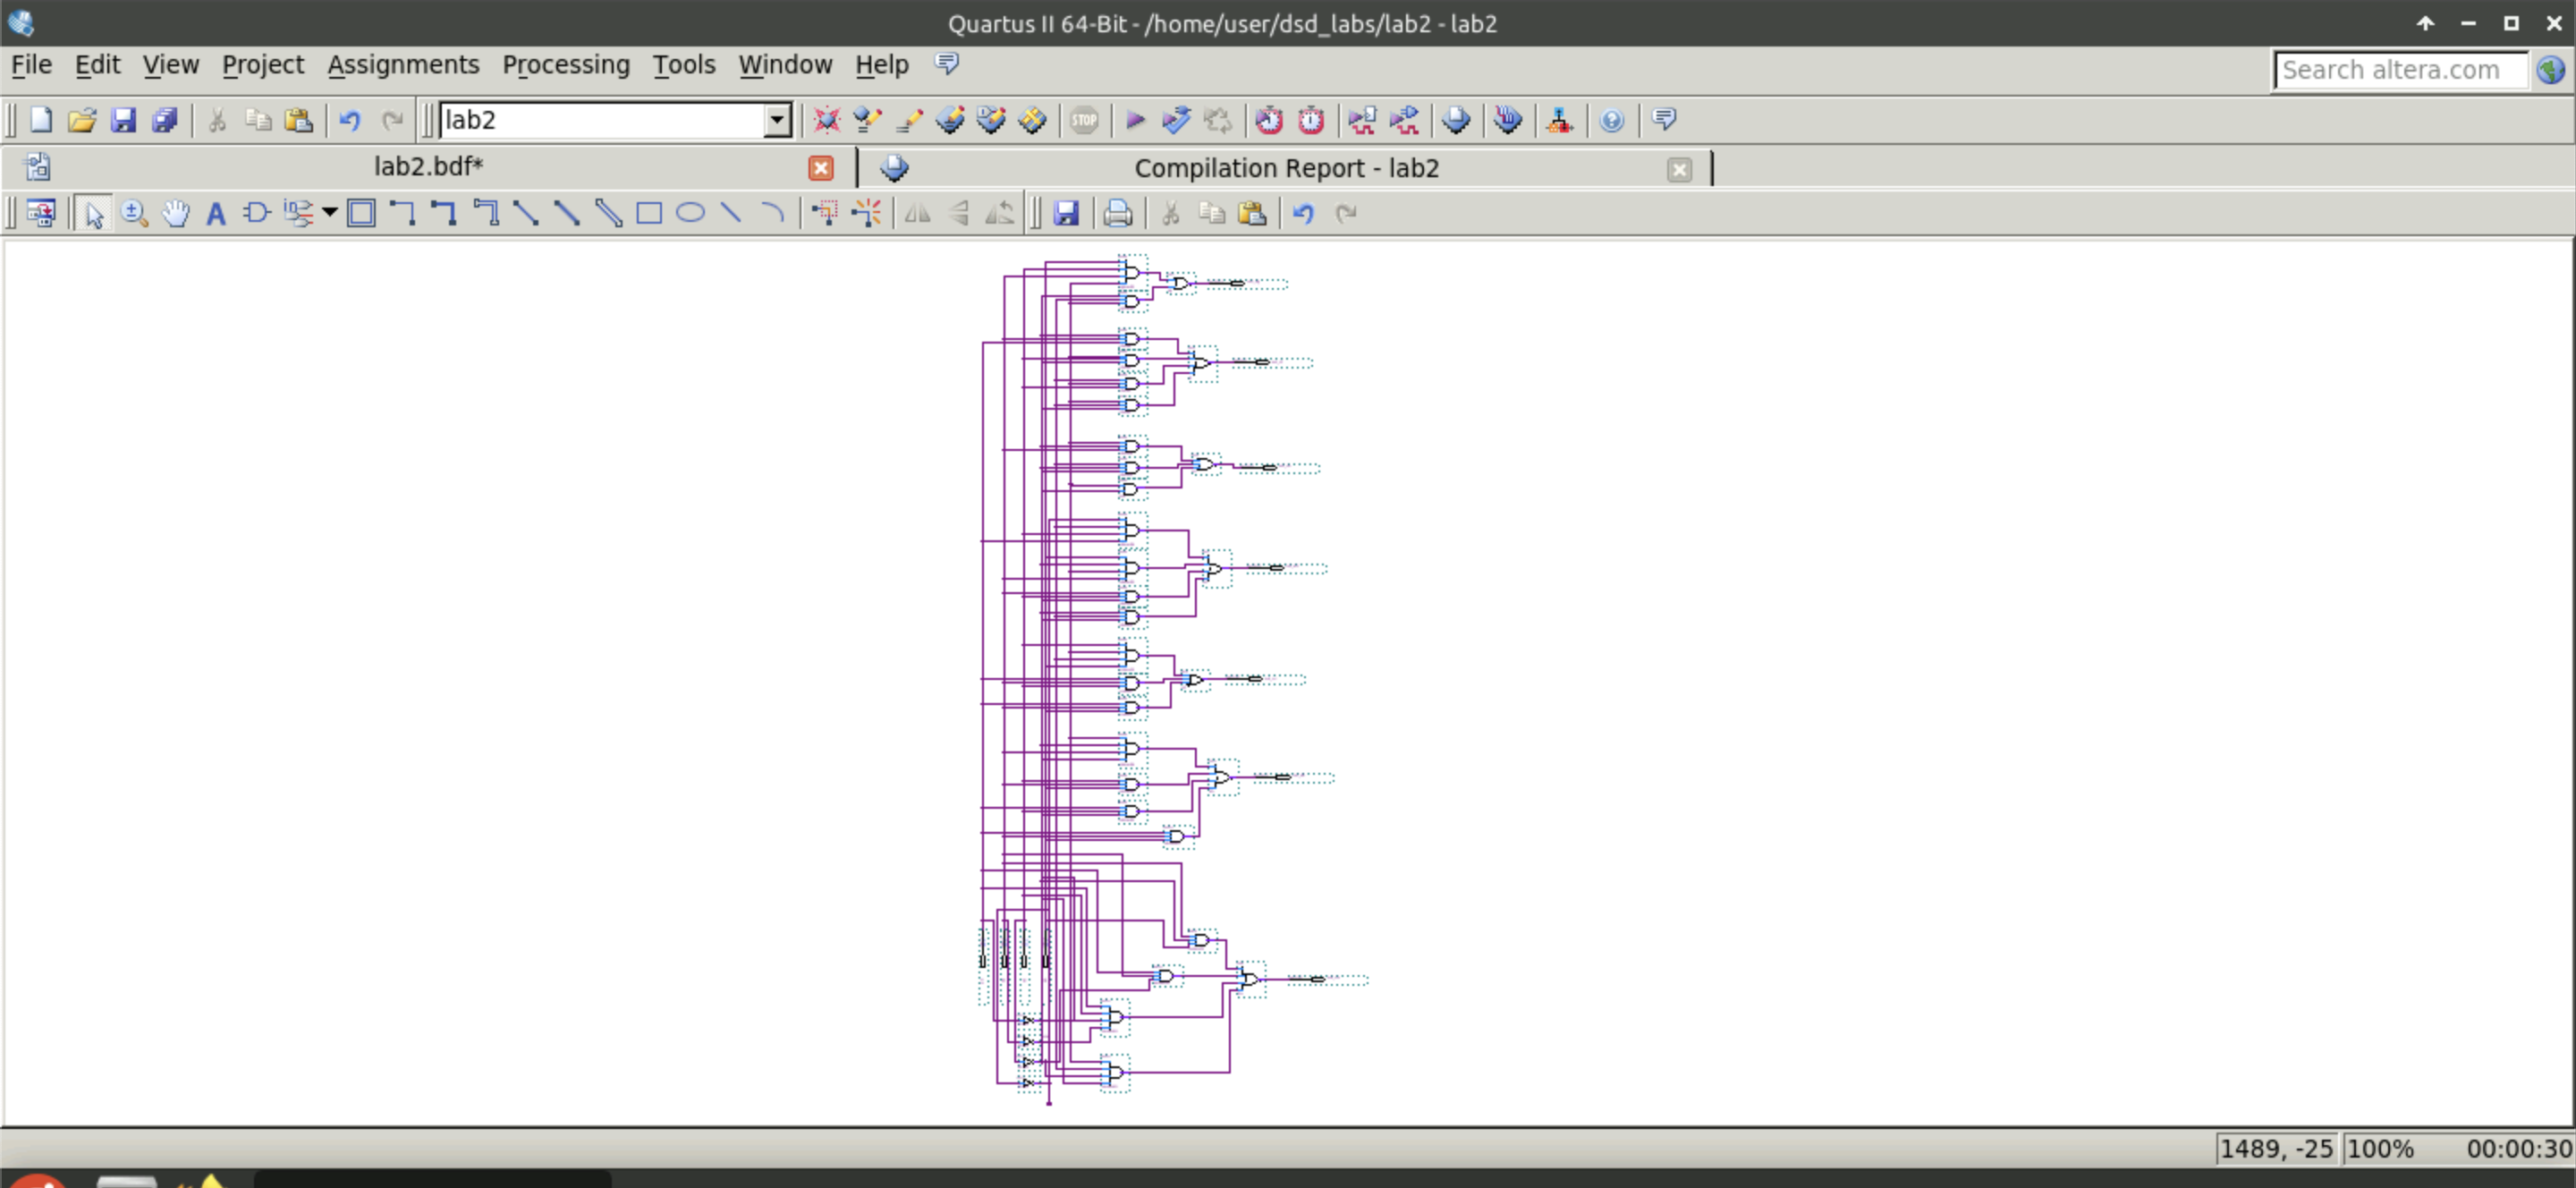 Quartus II 64-Bit - /home/user/dsd_labs/lab2 - lab2
File Edit View Project Assignments Processing Tools Window Help
Search altera.com
lab2
STOP
lab2.bdf*
Compilation Report - lab2
A
1489, -25 100% 00:00:30